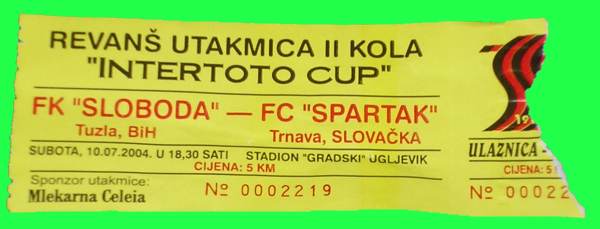 REVANŠ UTAKMICA II KOLA
"INTERTOTO CUP"
FK "SLOBODA" — FC "SPARTAK"
Tuzla, BiH Trnava, SLOVAČKA
SUBOTA, 10.07.2004. U 18,30 SATI STADION "GRADSKI" UGLJEVIK
CIJENA: 5 KM
Sponzor utakmice:
Mlekarna Celeia
№ 0002219
19
ULAZNICA -
CIJENA: 5
№ 00022